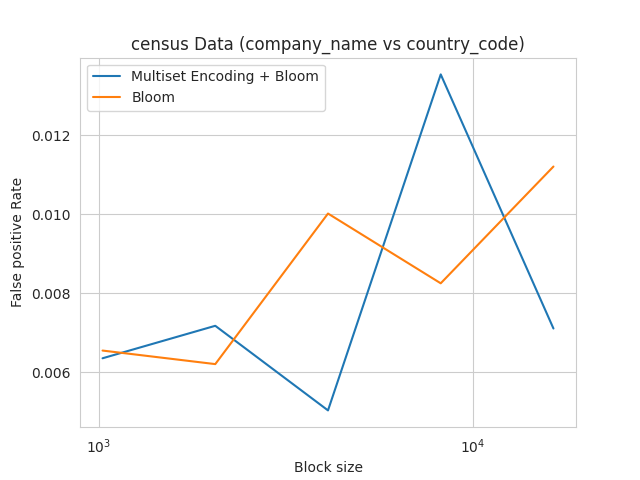 census Data (company_name vs country_code)
Multiset Encoding + Bloom
Bloom
0.012
0.010
0.008
0.006
False positive Rate
10³
10⁴
Block size